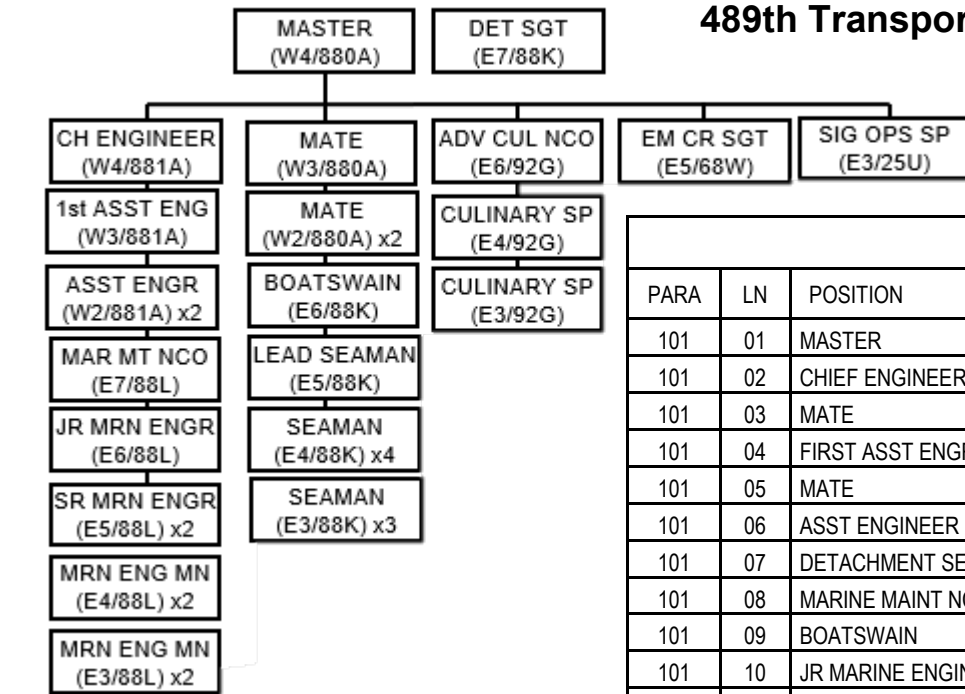 489th Transpor
MASTER
(W4/880A)
DET SGT
(E7/88K)
CH ENGINEER
(W4/881A)
1st ASST ENG
(W3/881A)
ASST ENGR
(W2/881A) x2
MAR MT NCO
(E7/88L)
JR MRN ENGR
(E6/88L)
SR MRN ENGR
(E5/88L) x2
MRN ENG MN
(E4/88L) x2
MRN ENG MN
(E3/88L) x2
MATE
(W3/880A)
MATE
(W2/880A) x2
BOATSWAIN
(E6/88K)
LEAD SEAMAN
(E5/88K)
SEAMAN
(E4/88K) x4
SEAMAN
(E3/88K) x3
ADV CUL NCO
(E6/92G)
CULINARY SP
(E4/92G)
CULINARY SP
(E3/92G)
EM CR SGT
(E5/68W)
SIG OPS SP
(E3/25U)
PARA LN POSITION
101 01 MASTER
101 02 CHIEF ENGINEER
101 03 MATE
101 04 FIRST ASST ENGR
101 05 MATE
101 06 ASST ENGINEER
101 07 DETACHMENT SE
101 08 MARINE MAINT NC
101 09 BOATSWAIN
101 10 JR MARINE ENGIN